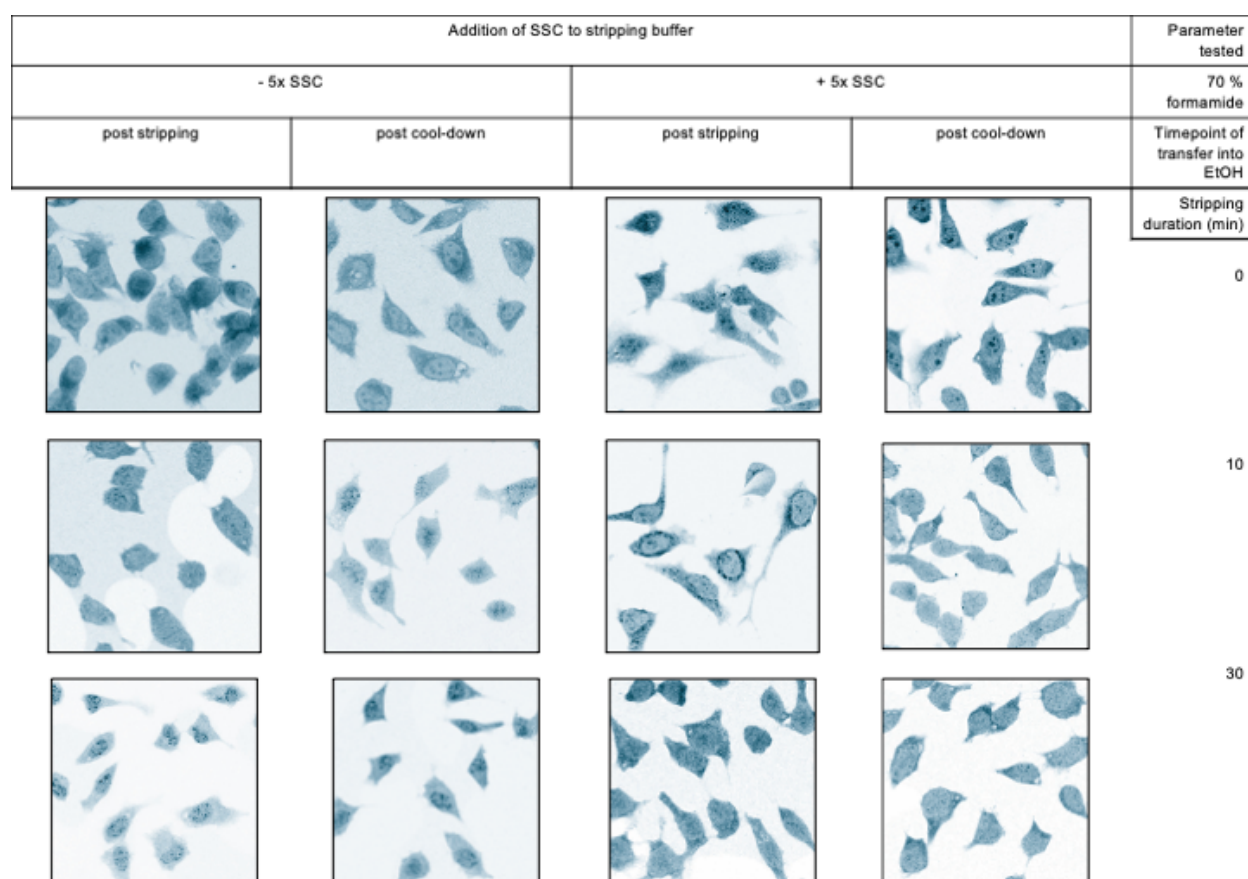 Addition of SSC to stripping buffer
Parameter
tested
- 5x SSC
+ 5x SSC
70 %
formamide
post stripping
post cool-down
post stripping
post cool-down
Timepoint of
transfer into
EtOH
Stripping
duration (min)
0
10
30